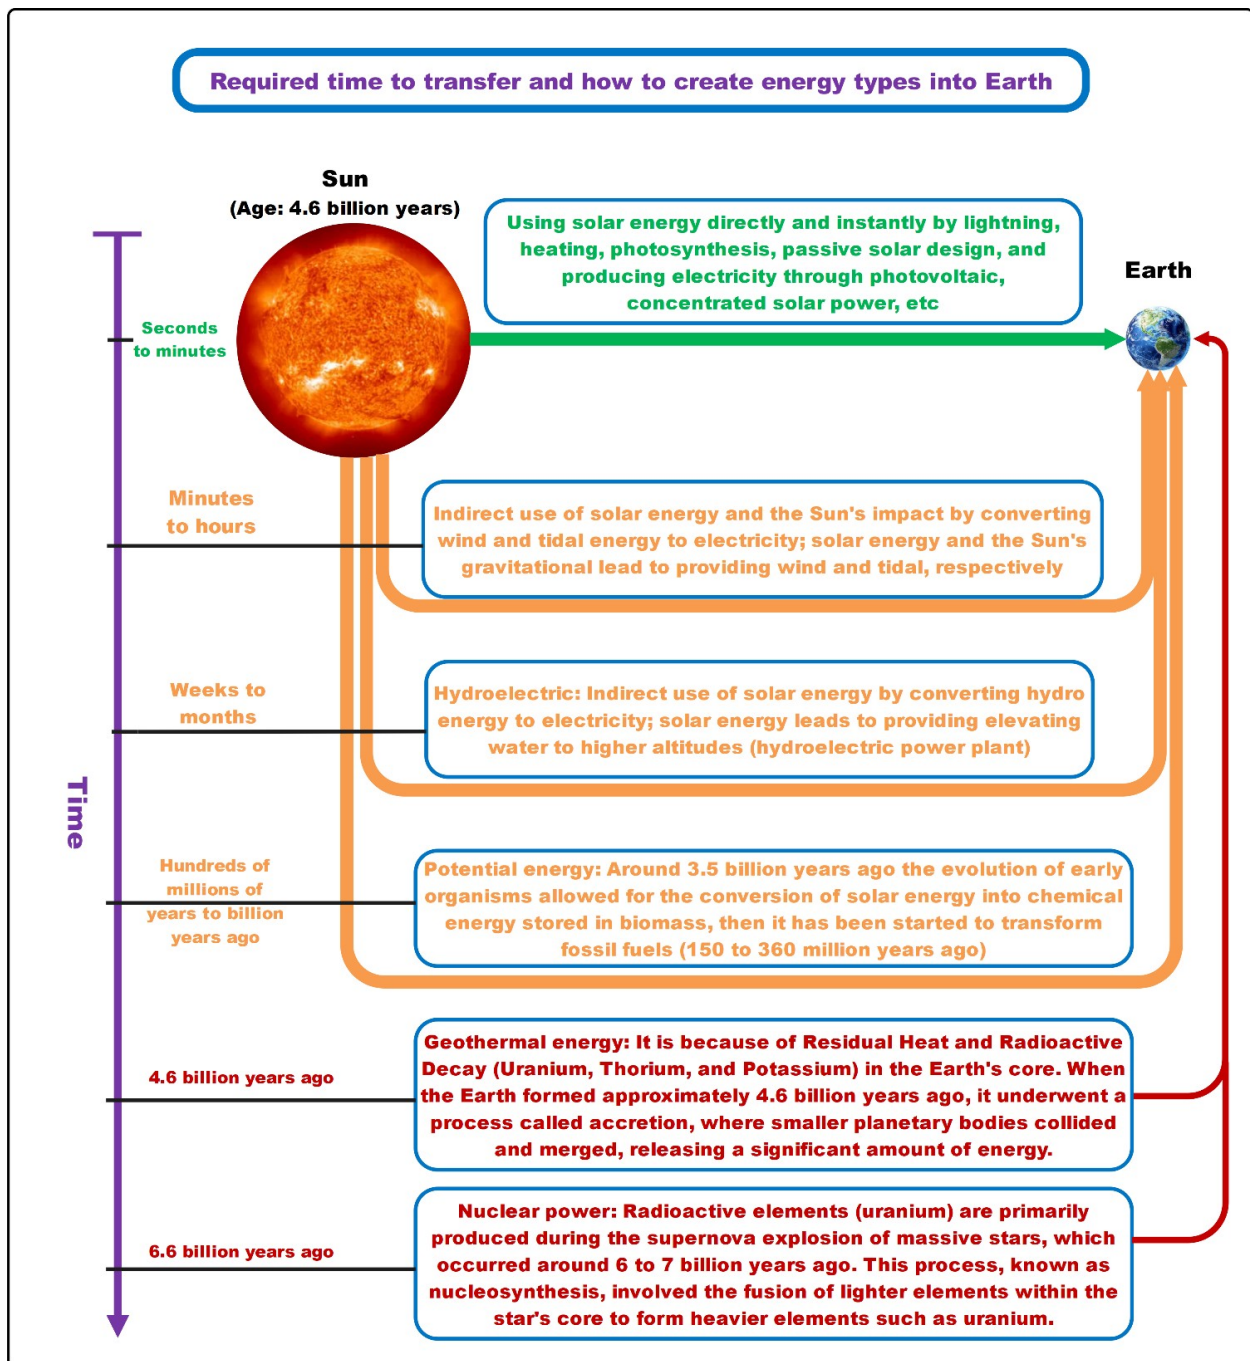 Required time to transfer and how to create energy types into Earth
Sun
(Age: 4.6 billion years)
Using solar energy directly and instantly by lightning,
heating, photosynthesis, passive solar design, and
producing electricity through photovoltaic,
concentrated solar power, etc
Earth
Seconds
to minutes
Minutes
to hours
Indirect use of solar energy and the Sun's impact by converting
wind and tidal energy to electricity; solar energy and the Sun's
gravitational lead to providing wind and tidal, respectively
Weeks to
months
Hydroelectric: Indirect use of solar energy by converting hydro
energy to electricity; solar energy leads to providing elevating
water to higher altitudes (hydroelectric power plant)
Time
Hundreds of
millions of
years to billion
years ago
Potential energy: Around 3.5 billion years ago the evolution of early
organisms allowed for the conversion of solar energy into chemical
energy stored in biomass, then it has been started to transform
fossil fuels (150 to 360 million years ago)
4.6 billion years ago
Geothermal energy: It is because of Residual Heat and Radioactive
Decay (Uranium, Thorium, and Potassium) in the Earth's core. When
the Earth formed approximately 4.6 billion years ago, it underwent a
process called accretion, where smaller planetary bodies collided
and merged, releasing a significant amount of energy.
6.6 billion years ago
Nuclear power: Radioactive elements (uranium) are primarily
produced during the supernova explosion of massive stars, which
occurred around 6 to 7 billion years ago. This process, known as
nucleosynthesis, involved the fusion of lighter elements within the
star's core to form heavier elements such as uranium.